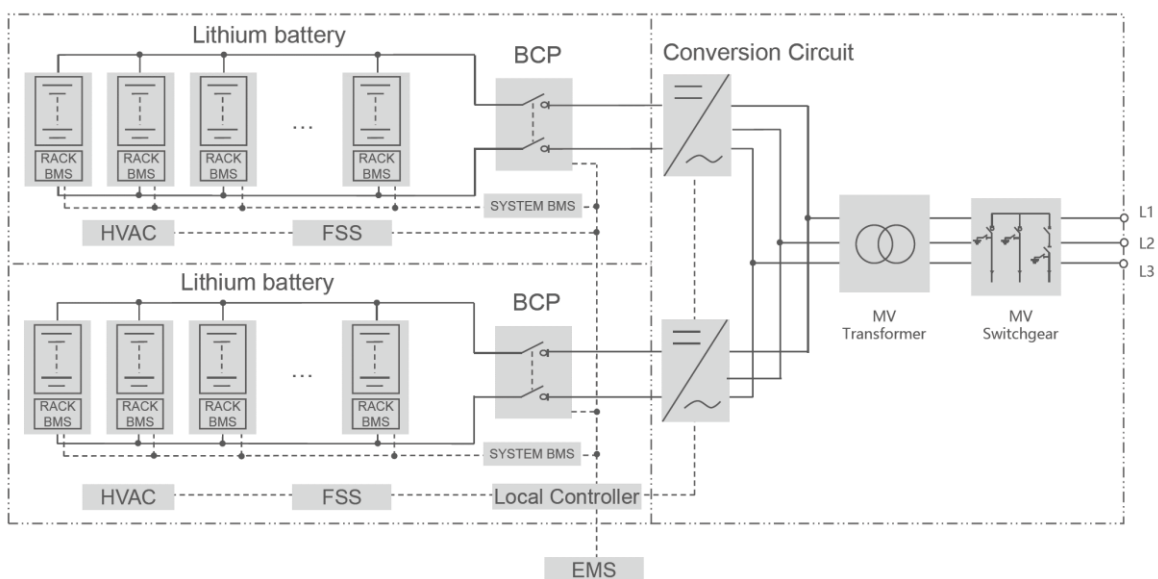 Lithium battery
BCP
Conversion Circuit
RACK
BMS
RACK
BMS
RACK
BMS
...
RACK
BMS
SYSTEM BMS
HVAC
FSS
L1
L2
L3
MV
Transformer
MV
Switchgear
Lithium battery
BCP
RACK
BMS
RACK
BMS
RACK
BMS
...
RACK
BMS
SYSTEM BMS
HVAC
FSS
Local Controller
EMS